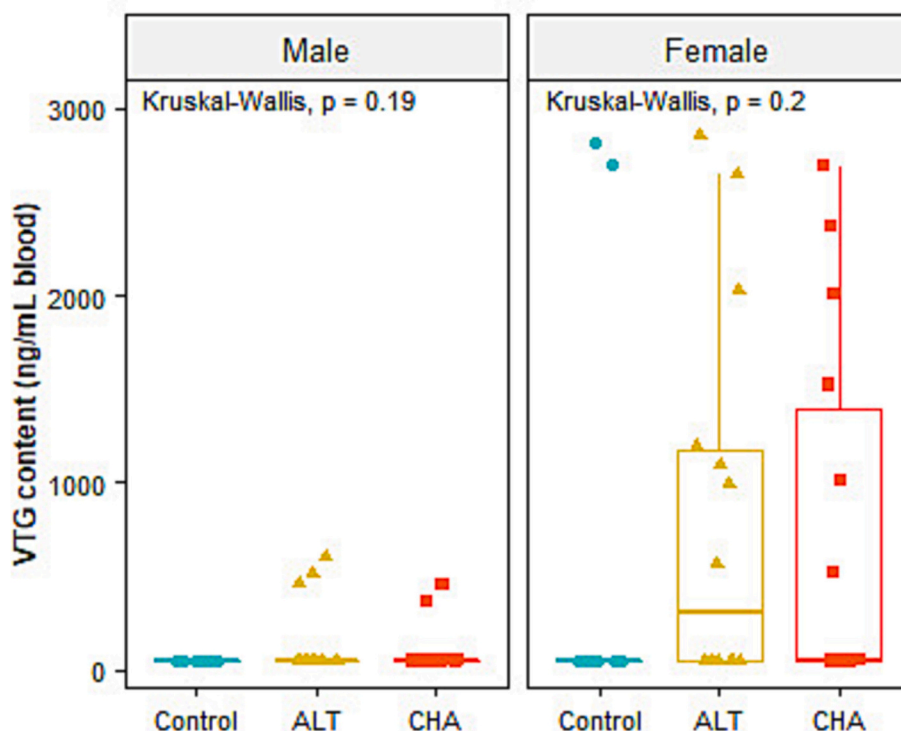 Male
Female
Kruskal-Wallis, p = 0.19
Kruskal-Wallis, p = 0.2
VTG content (ng/mL blood)
3000
2000
1000
0
Control ALT CHA
Control ALT CHA